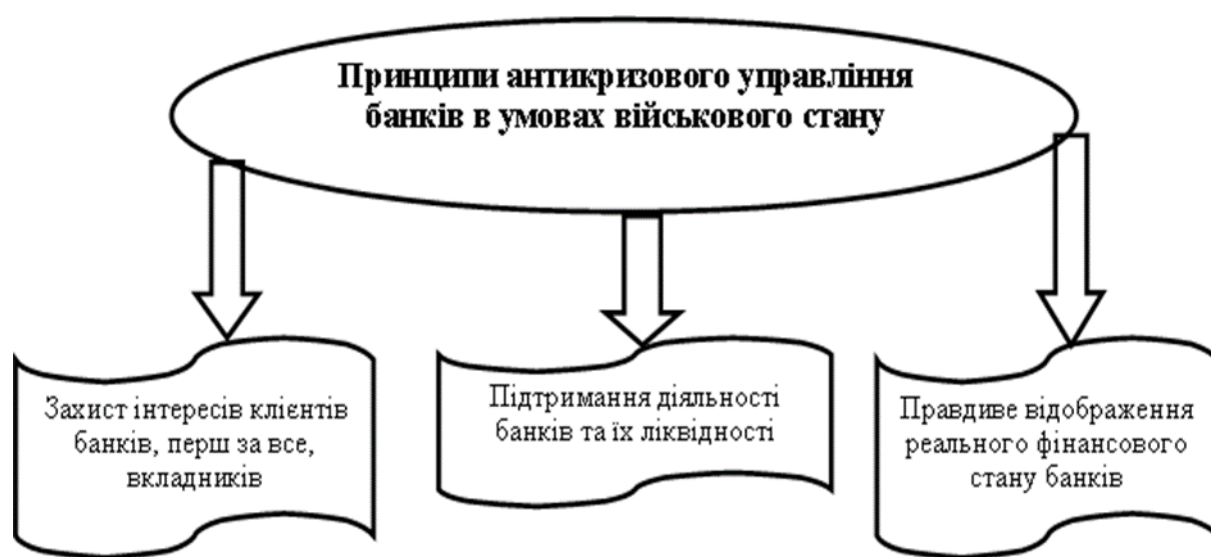 Принципи антикризового управління
банків в умовах військового стану
Захист інтересів клієнтів
банків, перш за все,
вкладників
Підтримання діяльності
банків та їх ліквідності
Правдиве відображення
реального фінансового
стану банків